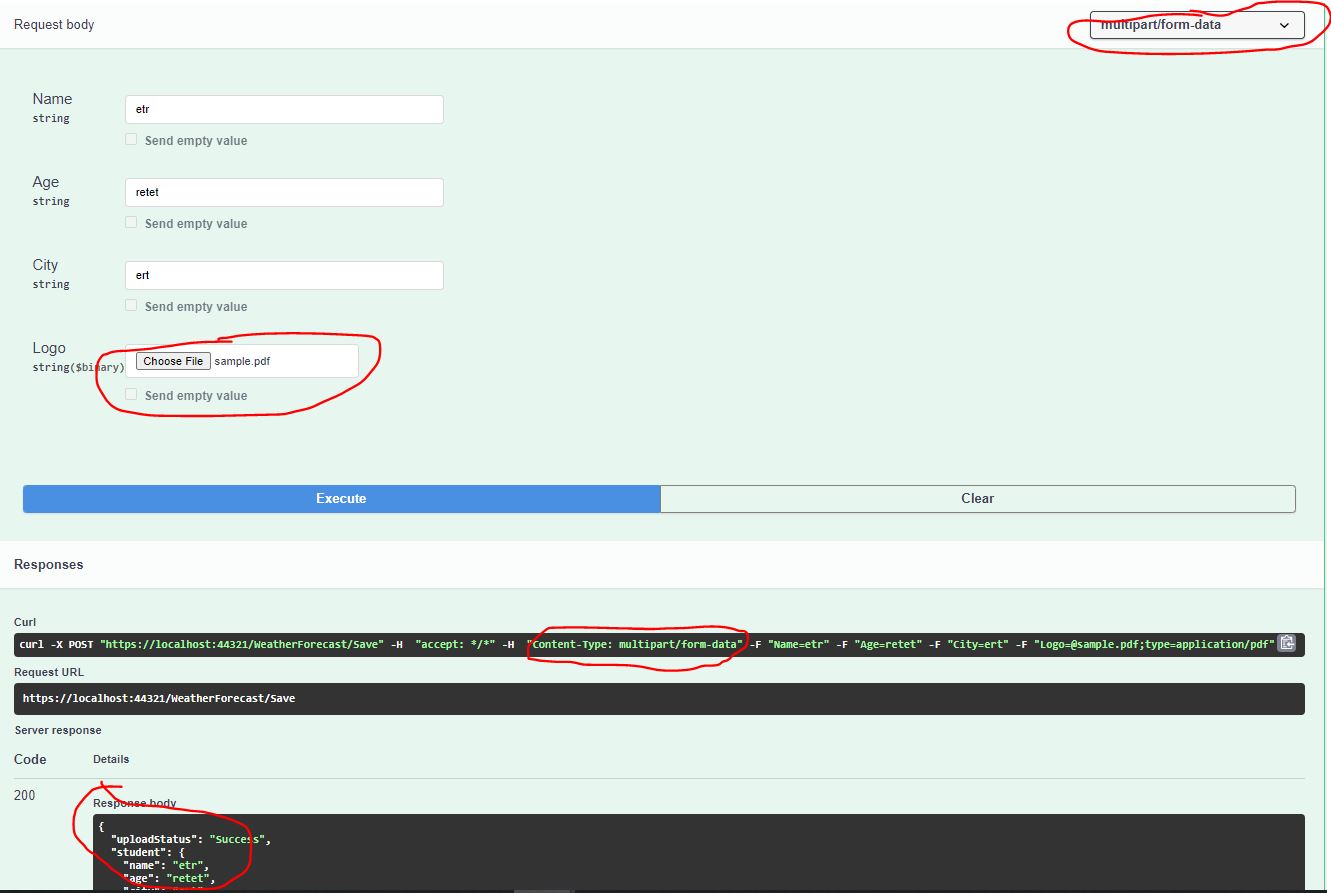 Request body
multipart/form-data
Name
string
etr
Send empty value
Age
string
retet
Send empty value
City
string
ert
Send empty value
Logo
string($binary)
Choose File sample.pdf
Send empty value
Execute
Clear
Responses
Curl
curl -X POST "https://localhost:44321/WeatherForecast/Save" -H  "accept: */*" -H  "Content-Type: multipart/form-data" -F "Name=etr" -F "Age=retet" -F "City=ert" -F "Logo=@sample.pdf;type=application/pdf"
Request URL
https://localhost:44321/WeatherForecast/Save
Server response
Code Details
200
Response body
{
"uploadStatus": "Success",
"student": {
"name": "etr",
"age": "retet",